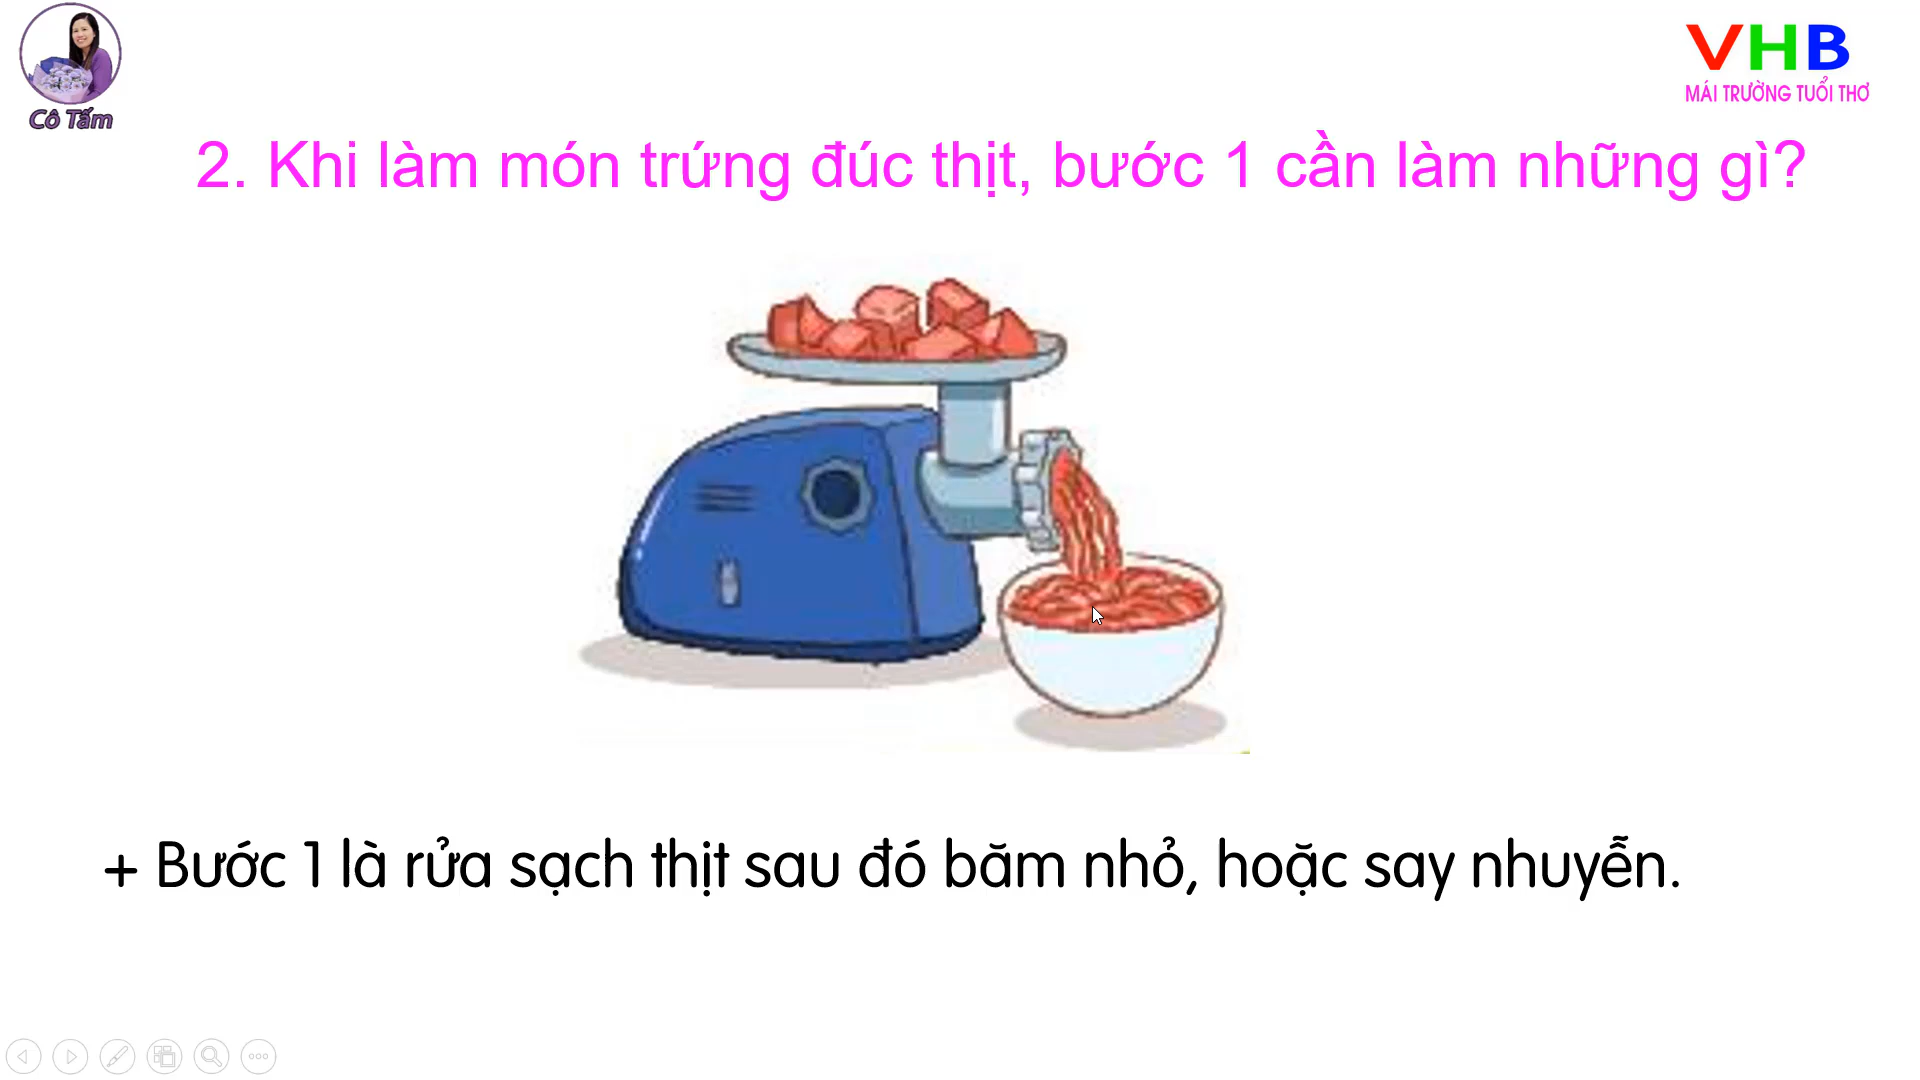 Cô Tấm
VHB
MÁI TRƯỜNG TUỔI THƠ
2. Khi làm món trứng đúc thịt, bước 1 cần làm những gì?
+ Bước 1 là rửa sạch thịt sau đó băm nhỏ, hoặc say nhuyễn.